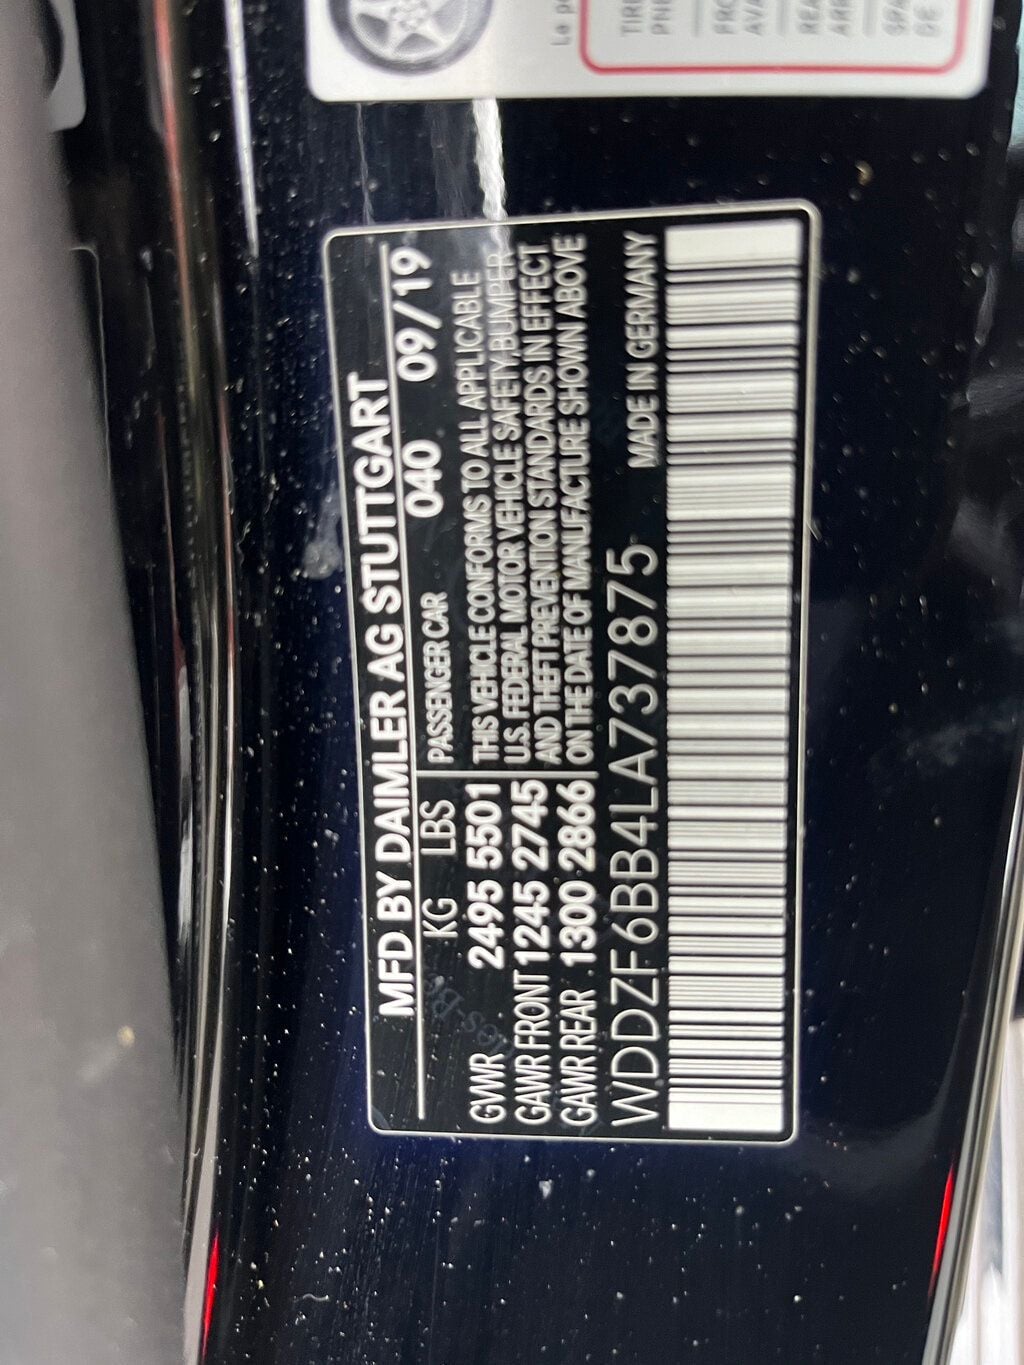 MFD BY DAIMLER AG STUTTGART
KG LBS PASSENGER CAR 040 09/19
GVWR 2495 5501 THIS VEHICLE CONFORMS TO ALL APPLICABLE
GAWR FRONT 1245 2745 U.S. FEDERAL MOTOR VEHICLE SAFETY, BUMPER
AND THEFT PREVENTION STANDARDS IN EFFECT
GAWR REAR 1300 2866 ON THE DATE OF MANUFACTURE SHOWN ABOVE
WDDZF6BB4LA737875 MADE IN GERMANY